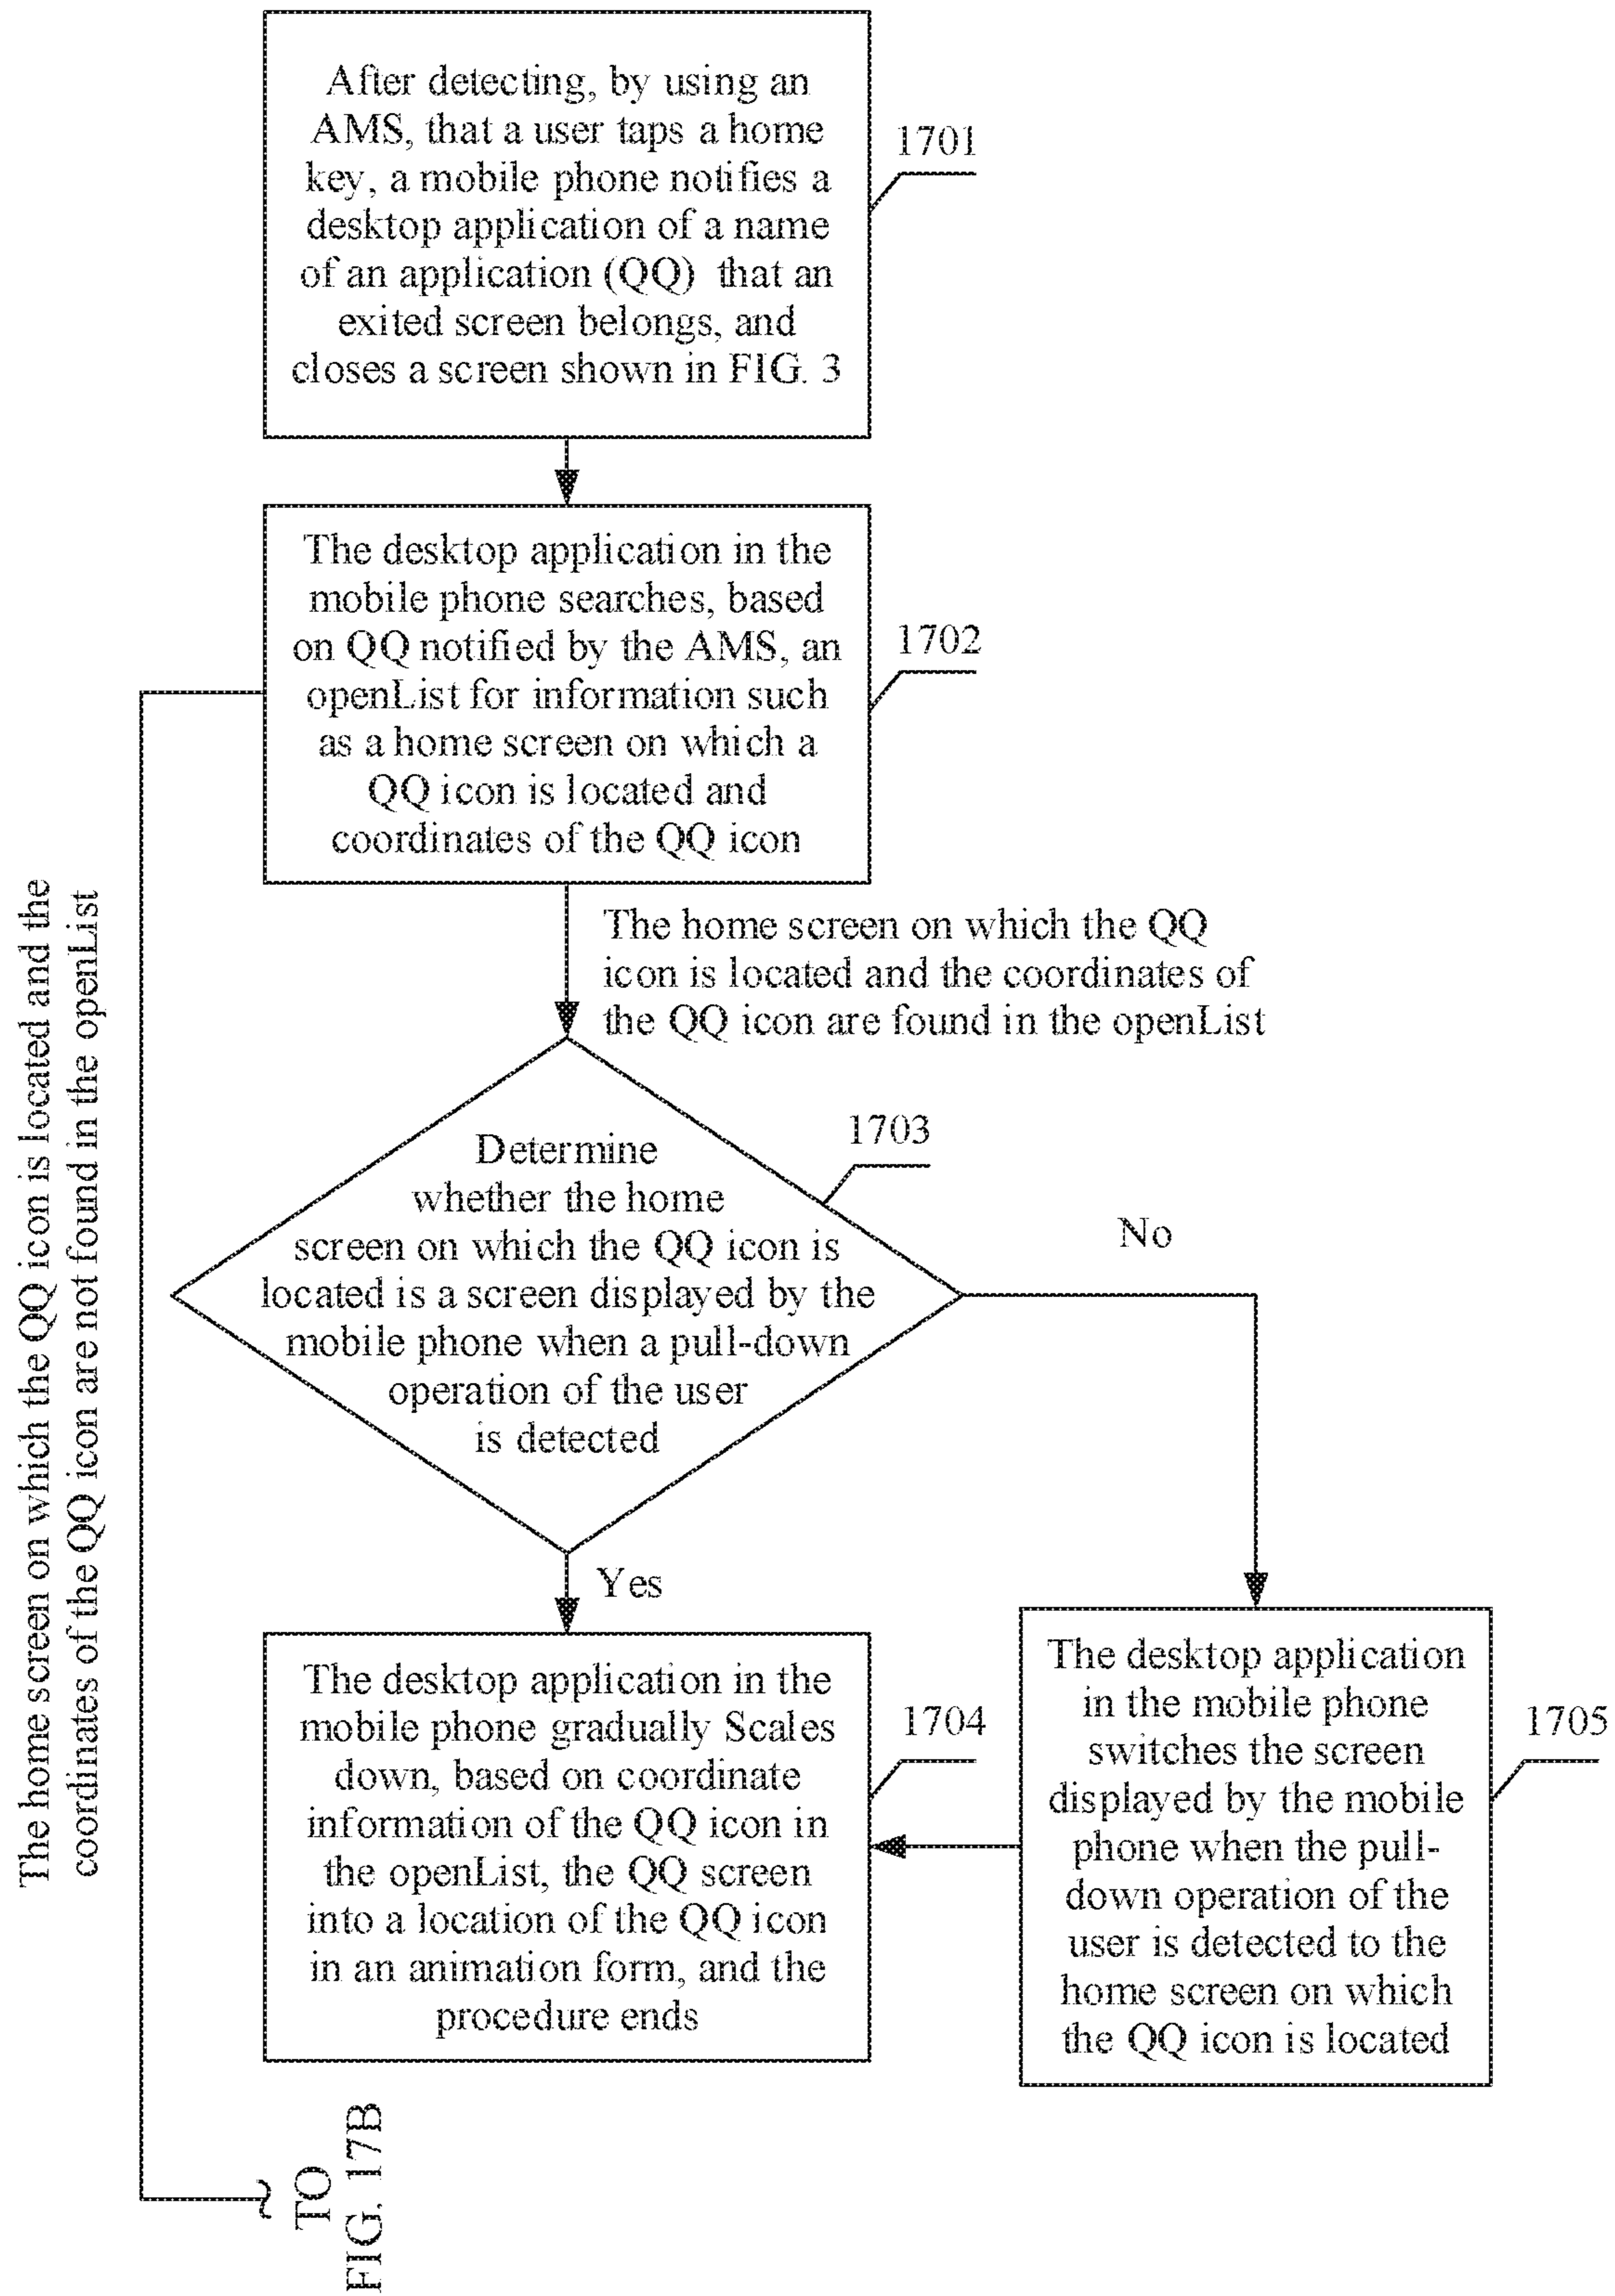 After detecting, by using an
AMS, that a user taps a home
key, a mobile phone notifies a
desktop application of a name
of an application (QQ) that an
exited screen belongs, and
closes a screen shown in FIG. 3
1701
The desktop application in the
mobile phone searches, based
on QQ notified by the AMS, an
openList for information such
as a home screen on which a
QQ icon is located and
coordinates of the QQ icon
1702
The home screen on which the QQ
icon is located and the coordinates of
the QQ icon are found in the openList
The home screen on which the QQ icon is located and the
coordinates of the QQ icon are not found in the openList
Determine
whether the home
screen on which the QQ icon is
located is a screen displayed by the
mobile phone when a pull-down
operation of the user
is detected
1703
No
Yes
The desktop application in the
mobile phone gradually Scales
down, based on coordinate
information of the QQ icon in
the openList, the QQ screen
into a location of the QQ icon
in an animation form, and the
procedure ends
1704
The desktop application
in the mobile phone
switches the screen
displayed by the mobile
phone when the pull-
down operation of the
user is detected to the
home screen on which
the QQ icon is located
1705
TO
FIG. 17B